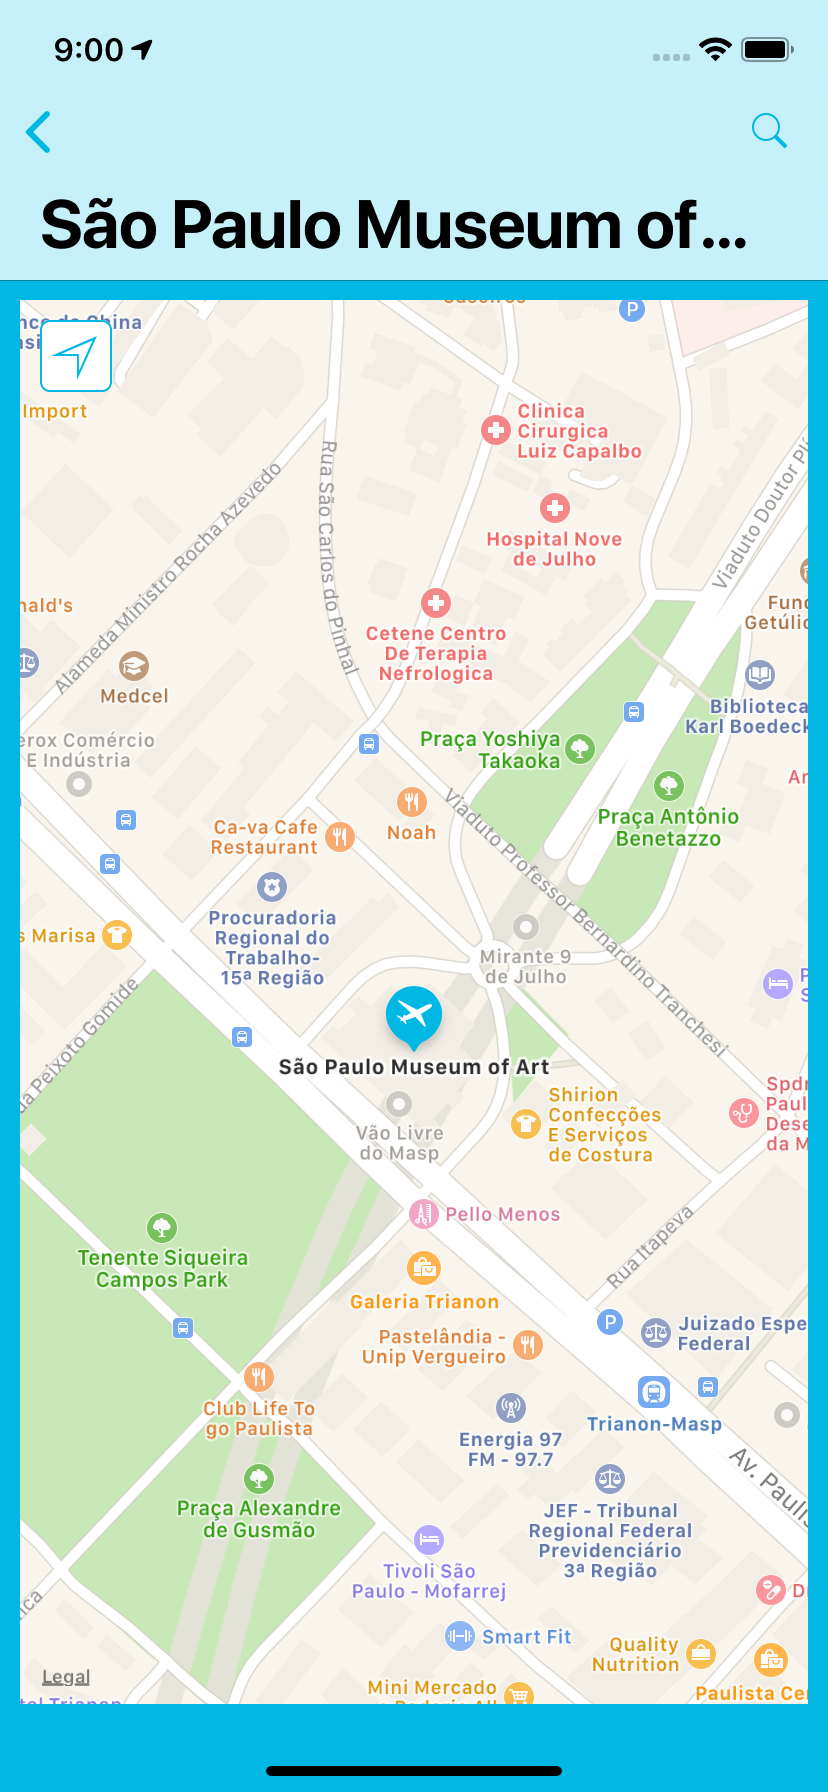 9:00
São Paulo Museum of...
China
Import
Clinica
Cirurgica
Luiz Capalbo
P
Viaduto Doutor
Rua São Carlos do Pinhal
Alameda Ministro Rocha Azevedo
Hospital Nove
de Julho
Cetene Centro
De Terapia
Nefrologica
nald's
Medcel
Func
Getúlio
Biblioteca
Karl Boedeck
erox Comércio
E Indústria
Praça Yoshiya
Takaoka
Praça Antônio
Benetazzo
Ar
Noah
Ca-va Cafe
Restaurant
Viaduto Professor Bernardino Tranchesi
Procuradoria
Regional do
Trabalho-
15ª Região
s Marisa
Mirante 9
de Julho
da Peixoto Gomide
P
S
São Paulo Museum of Art
Vão Livre
do Masp
Shirion
Confecções
E Serviços
de Costura
Spdm
Paul
Dese
da M
Pello Menos
Rua Itapeva
Tenente Siqueira
Campos Park
Galeria Trianon
P
Juizado Espe
Federal
Pastelândia -
Unip Vergueiro
Club Life To
go Paulista
Energia 97
FM - 97.7
Trianon-Masp
Av. Paulis
Praça Alexandre
de Gusmão
JEF - Tribunal
Regional Federal
Previdenciário
3ª Região
Tivoli São
Paulo - Mofarrej
D
Smart Fit
Quality
Nutrition
Legal
Mini Mercado
Paulista Ce